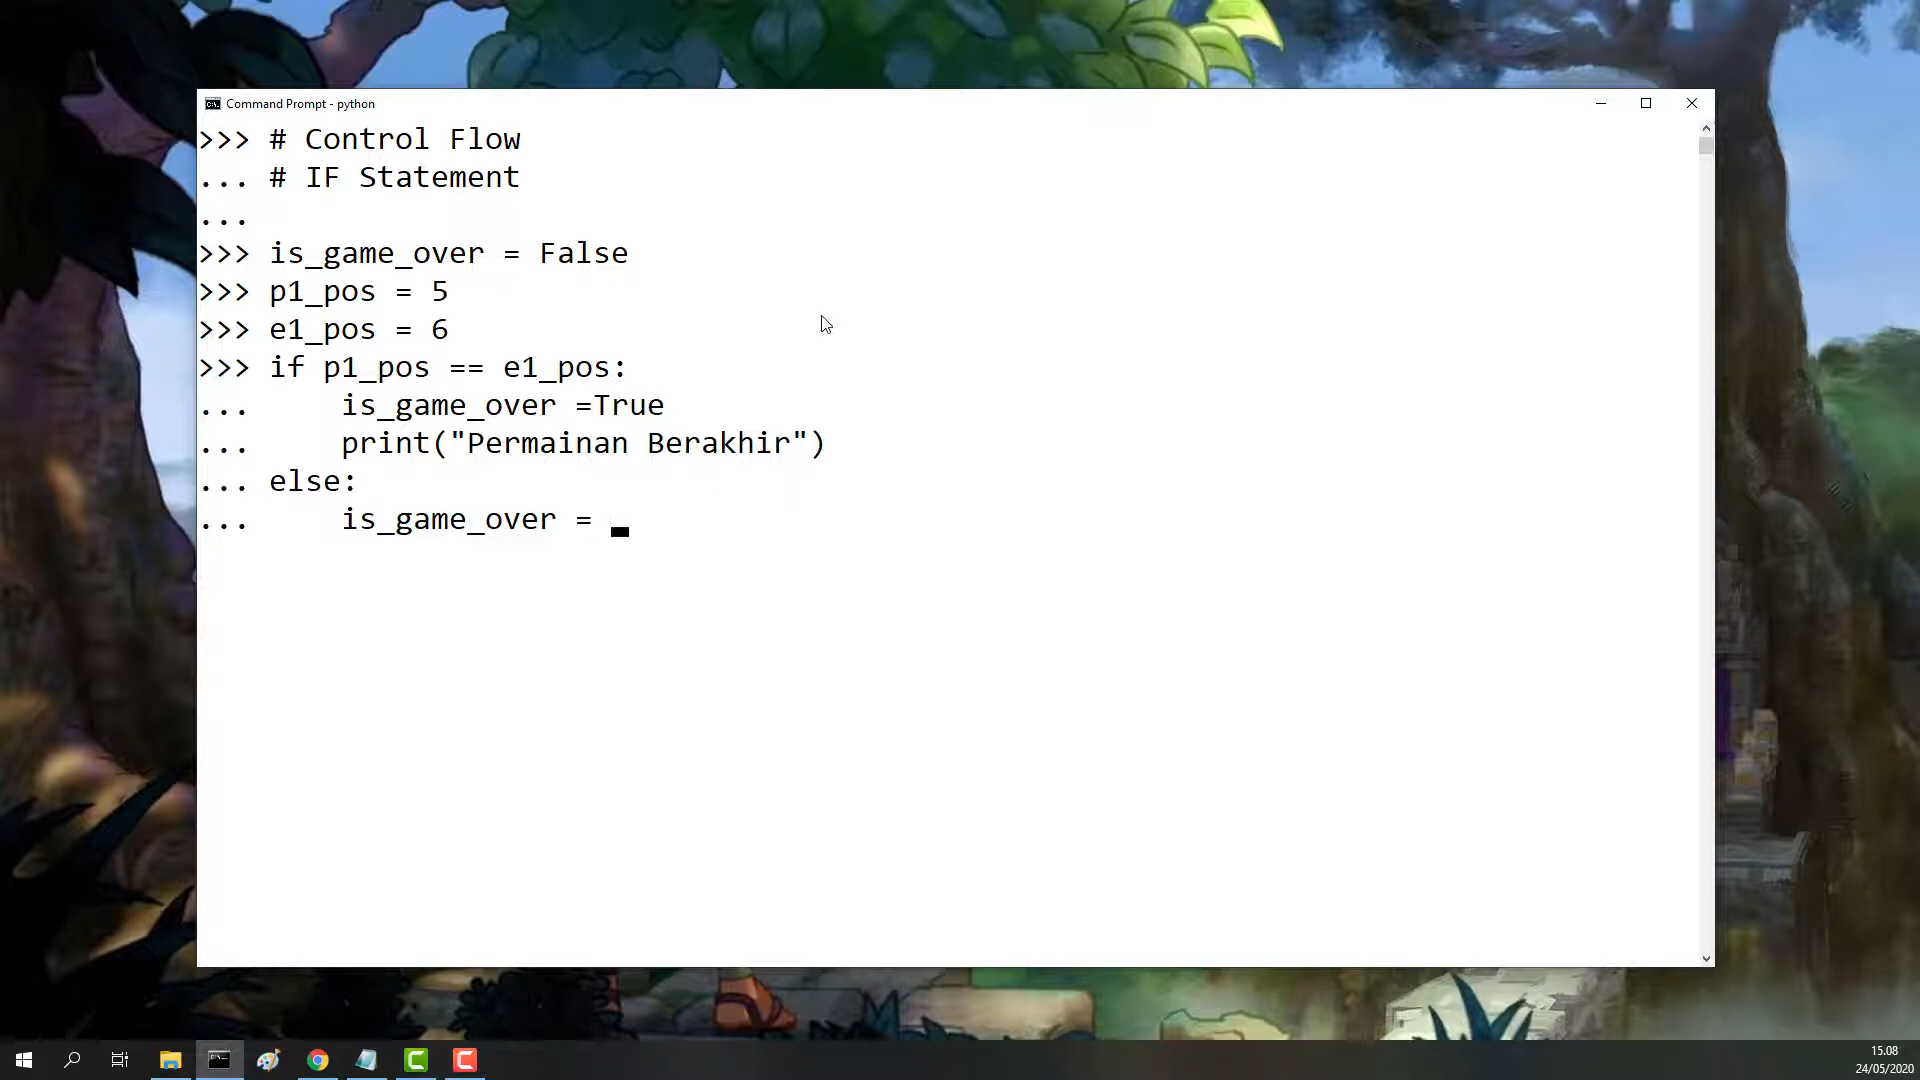 Command Prompt - python
>>> # Control Flow
... # IF Statement
...
>>> is_game_over = False
>>> p1_pos = 5
>>> e1_pos = 6
>>> if p1_pos == e1_pos:
...     is_game_over =True
...     print("Permainan Berakhir")
... else:
...     is_game_over =
15.08
24/05/2020